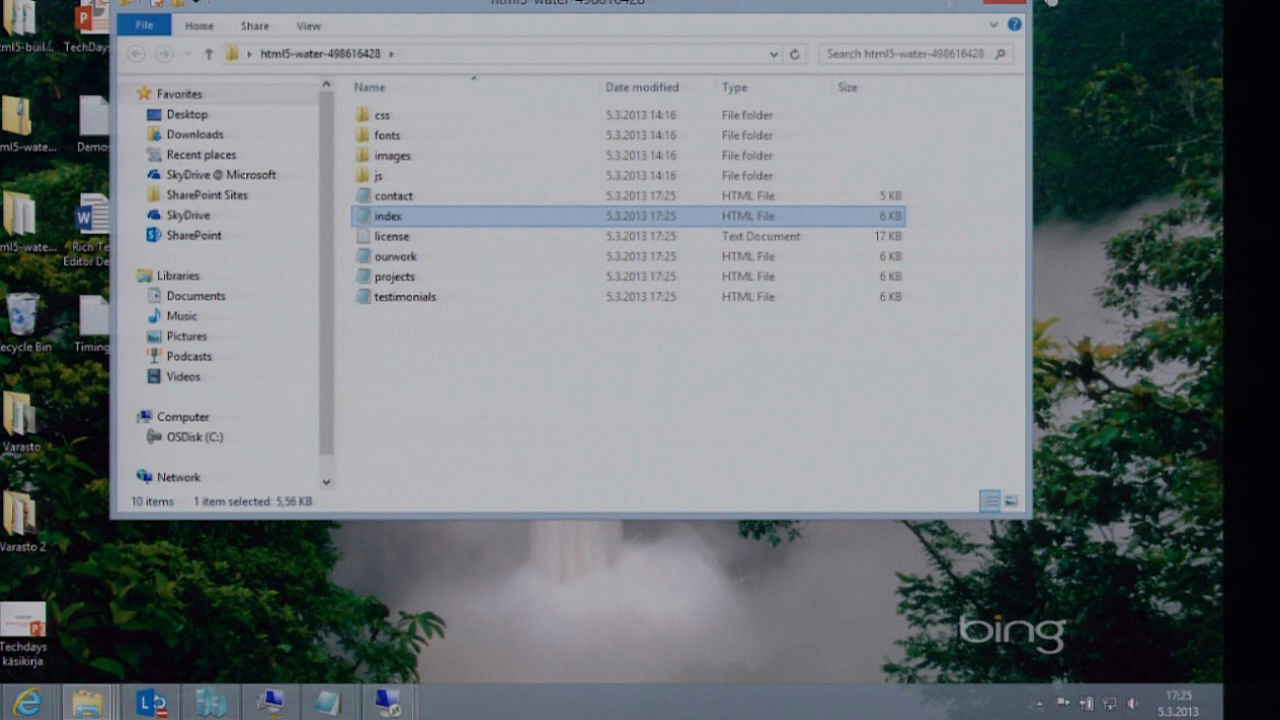 html5-water-498616428
File Home Share View
html5-water-498616428
Search html5-water-498616428
Name Date modified Type Size
css 5.3.2013 14:16 File folder
fonts 5.3.2013 14:16 File folder
images 5.3.2013 14:16 File folder
js 5.3.2013 14:16 File folder
contact 5.3.2013 17:25 HTML File 5 KB
index 5.3.2013 17:25 HTML File 6 KB
license 5.3.2013 17:25 Text Document 17 KB
ourwork 5.3.2013 17:25 HTML File 6 KB
projects 5.3.2013 17:25 HTML File 6 KB
testimonials 5.3.2013 17:25 HTML File 6 KB
Favorites
Desktop
Downloads
Recent places
SkyDrive @ Microsoft
SharePoint Sites
SkyDrive
SharePoint
Libraries
Documents
Music
Pictures
Podcasts
Videos
Computer
OSDisk (C:)
Network
10 items 1 item selected 5,56 KB
ml5-buil... TechDays
ml5-wate... Demos
ml5-wate... Rich Te
Editor De
ecycle Bin Timing
Varasto
Varasto 2
Techdays
käsikirja
bing
17:25
5.3.2013